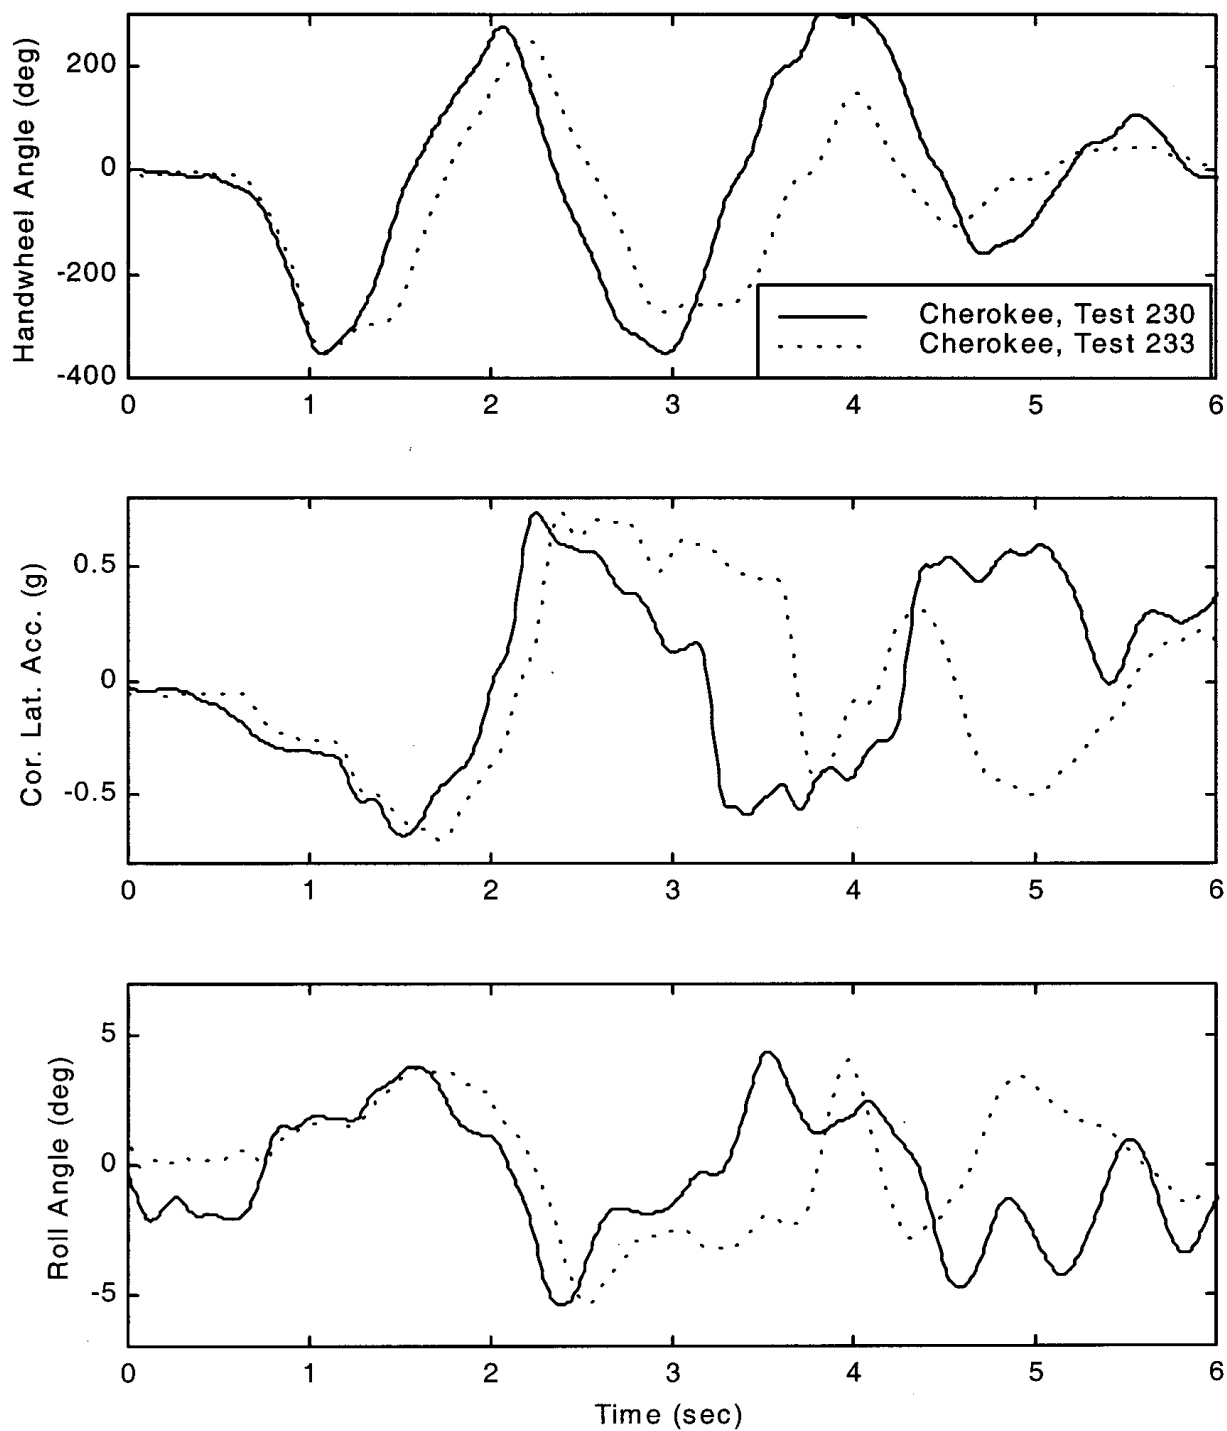 Handwheel Angle (deg)
200
0
-200
-400
Cherokee, Test 230
Cherokee, Test 233
0 1 2 3 4 5 6
Cor. Lat. Acc. (g)
0.5
0
-0.5
0 1 2 3 4 5 6
Roll Angle (deg)
5
0
-5
0 1 2 3 4 5 6
Time (sec)